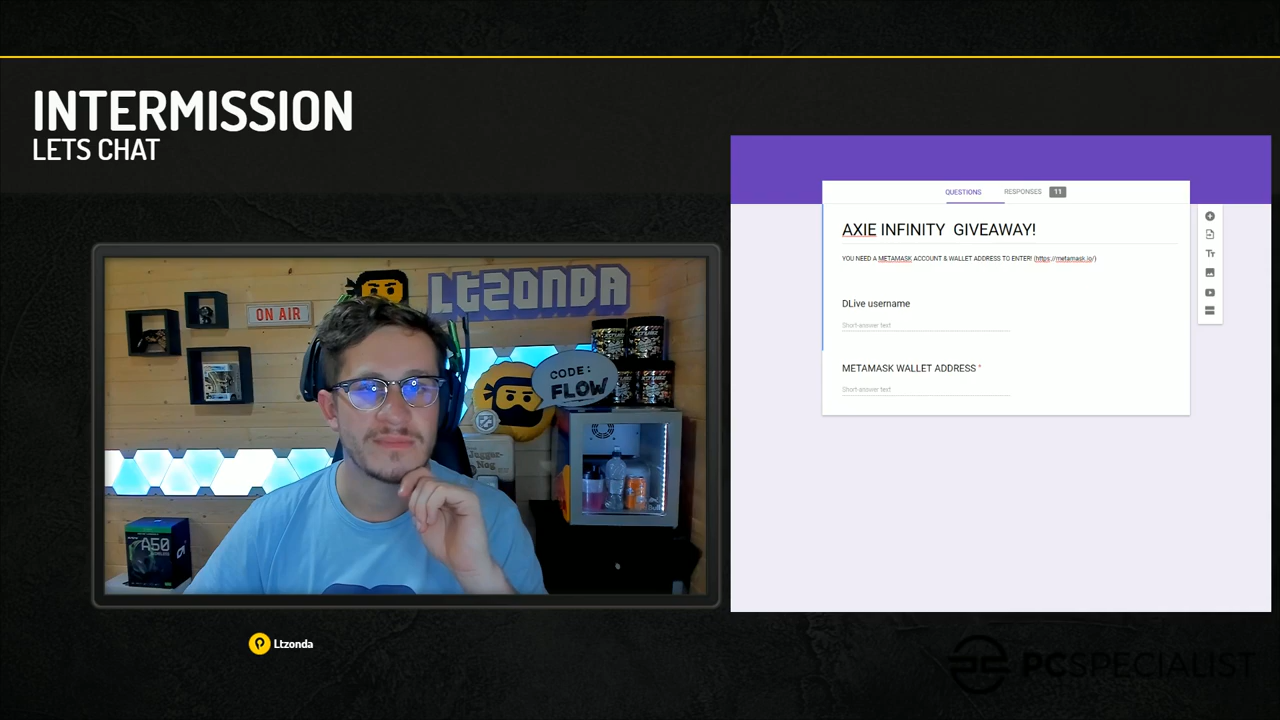 INTERMISSION
LETS CHAT
QUESTIONS RESPONSES 11
AXIE INFINITY GIVEAWAY!
YOU NEED A METAMASK ACCOUNT & WALLET ADDRESS TO ENTER! (https://metamask.io/)
DLive username
Short-answer text
METAMASK WALLET ADDRESS *
Short-answer text
LTZONDA
ON AIR
CODE:
FLOW
Jugger-
Nog
A50
Ltzonda
PCSPECIALIST